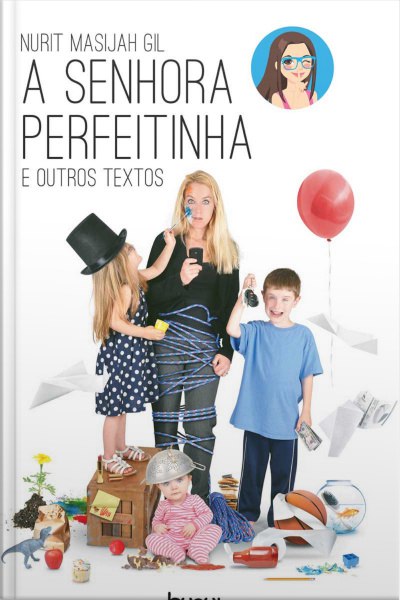 NURIT MASIJAH GIL
A SENHORA
PERFEITINHA
E OUTROS TEXTOS